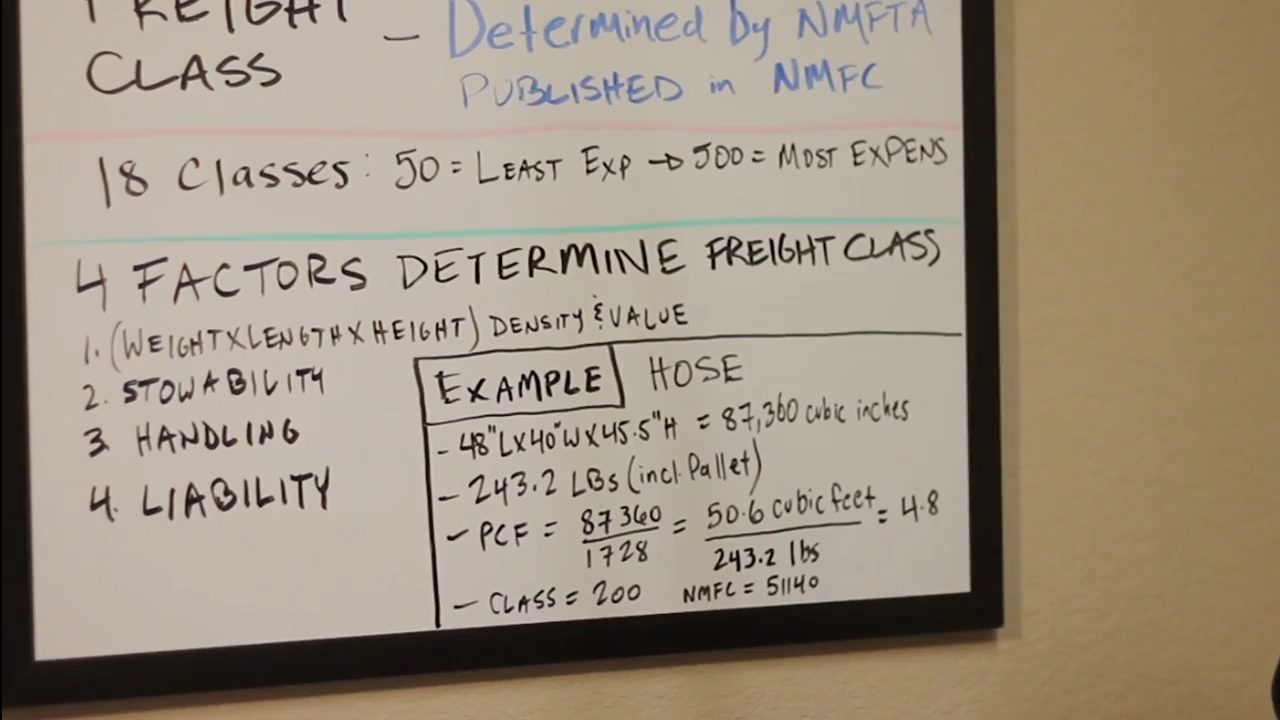 FREIGHT
CLASS
- Determined by NMFTA
PUBLISHED in NMFC
18 Classes: 50 = LEAST EXP → 500 = MOST EXPENS
4 FACTORS DETERMINE FREIGHT CLASS
1. (WEIGHT X LENGTH X HEIGHT) DENSITY & VALUE
2. STOWABILITY
3 HANDLING
4. LIABILITY
EXAMPLE HOSE
- 48"L X 40"W X 45.5"H = 87,360 cubic inches
- 243.2 LBS (incl. Pallet)
- PCF = 87360/1728 = 50.6 cubic feet/243.2 lbs = 4.8
- CLASS = 200 NMFC = 51140